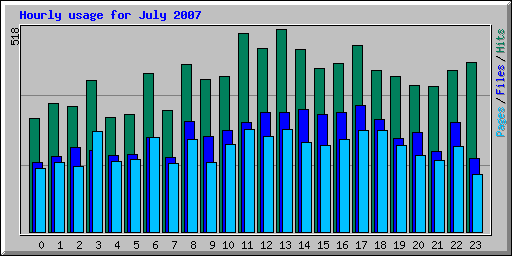 Hourly usage for July 2007
518
Pages / Files / Hits
0 1 2 3 4 5 6 7 8 9 10 11 12 13 14 15 16 17 18 19 20 21 22 23